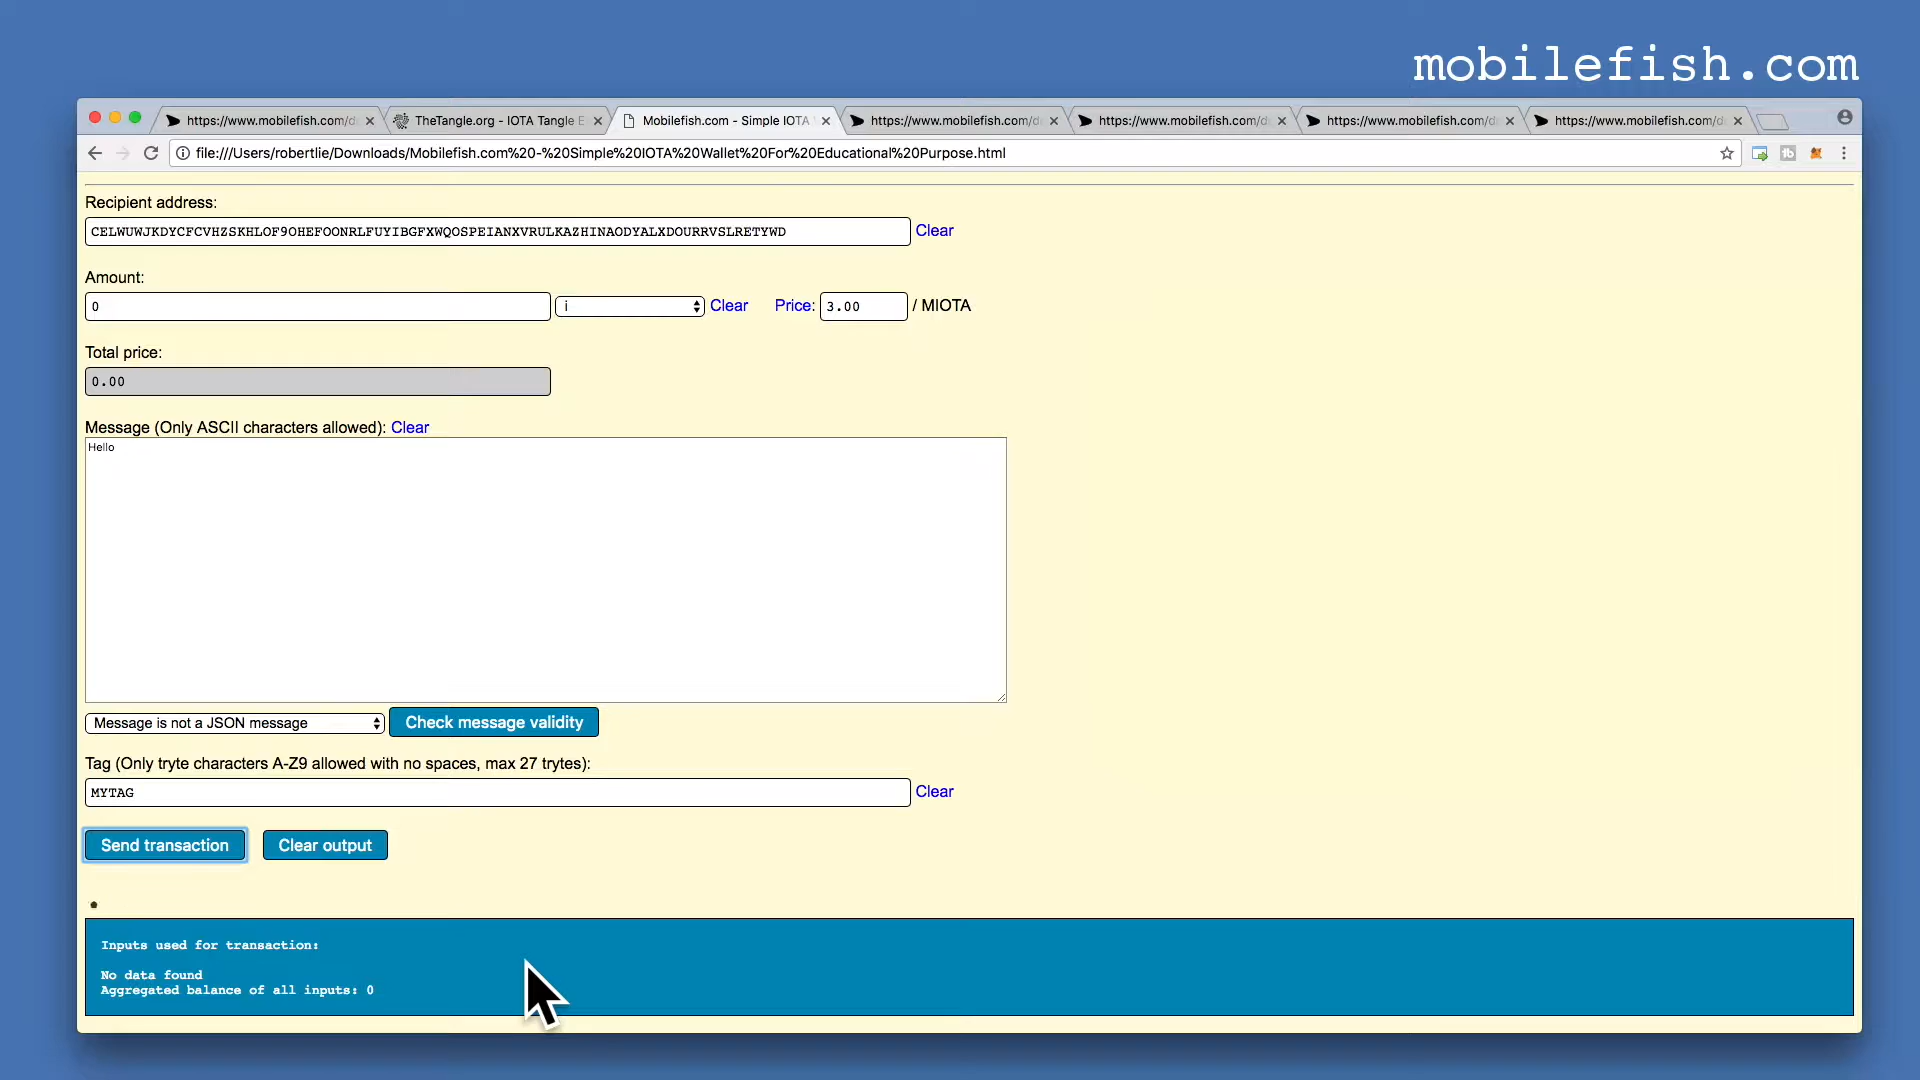 mobilefish.com
https://www.mobilefish.com/d
TheTangle.org - IOTA Tangle E
Mobilefish.com - Simple IOTA
https://www.mobilefish.com/d
https://www.mobilefish.com/d
https://www.mobilefish.com/d
https://www.mobilefish.com/d
file:///Users/robertlie/Downloads/Mobilefish.com%20-%20Simple%20IOTA%20Wallet%20For%20Educational%20Purpose.html
Recipient address:
CELWUWJKDYCFCVHZSKHLOF9OHEFOONRLFUYIBGFXWQOSPEIANXVRULKAZHINAODYALXDOURRVSLRETYWD Clear
Amount:
0 i Clear Price: 3.00 / MIOTA
Total price:
0.00
Message (Only ASCII characters allowed): Clear
Hello
Message is not a JSON message Check message validity
Tag (Only tryte characters A-Z9 allowed with no spaces, max 27 trytes):
MYTAG Clear
Send transaction Clear output
Inputs used for transaction:
No data found
Aggregated balance of all inputs: 0